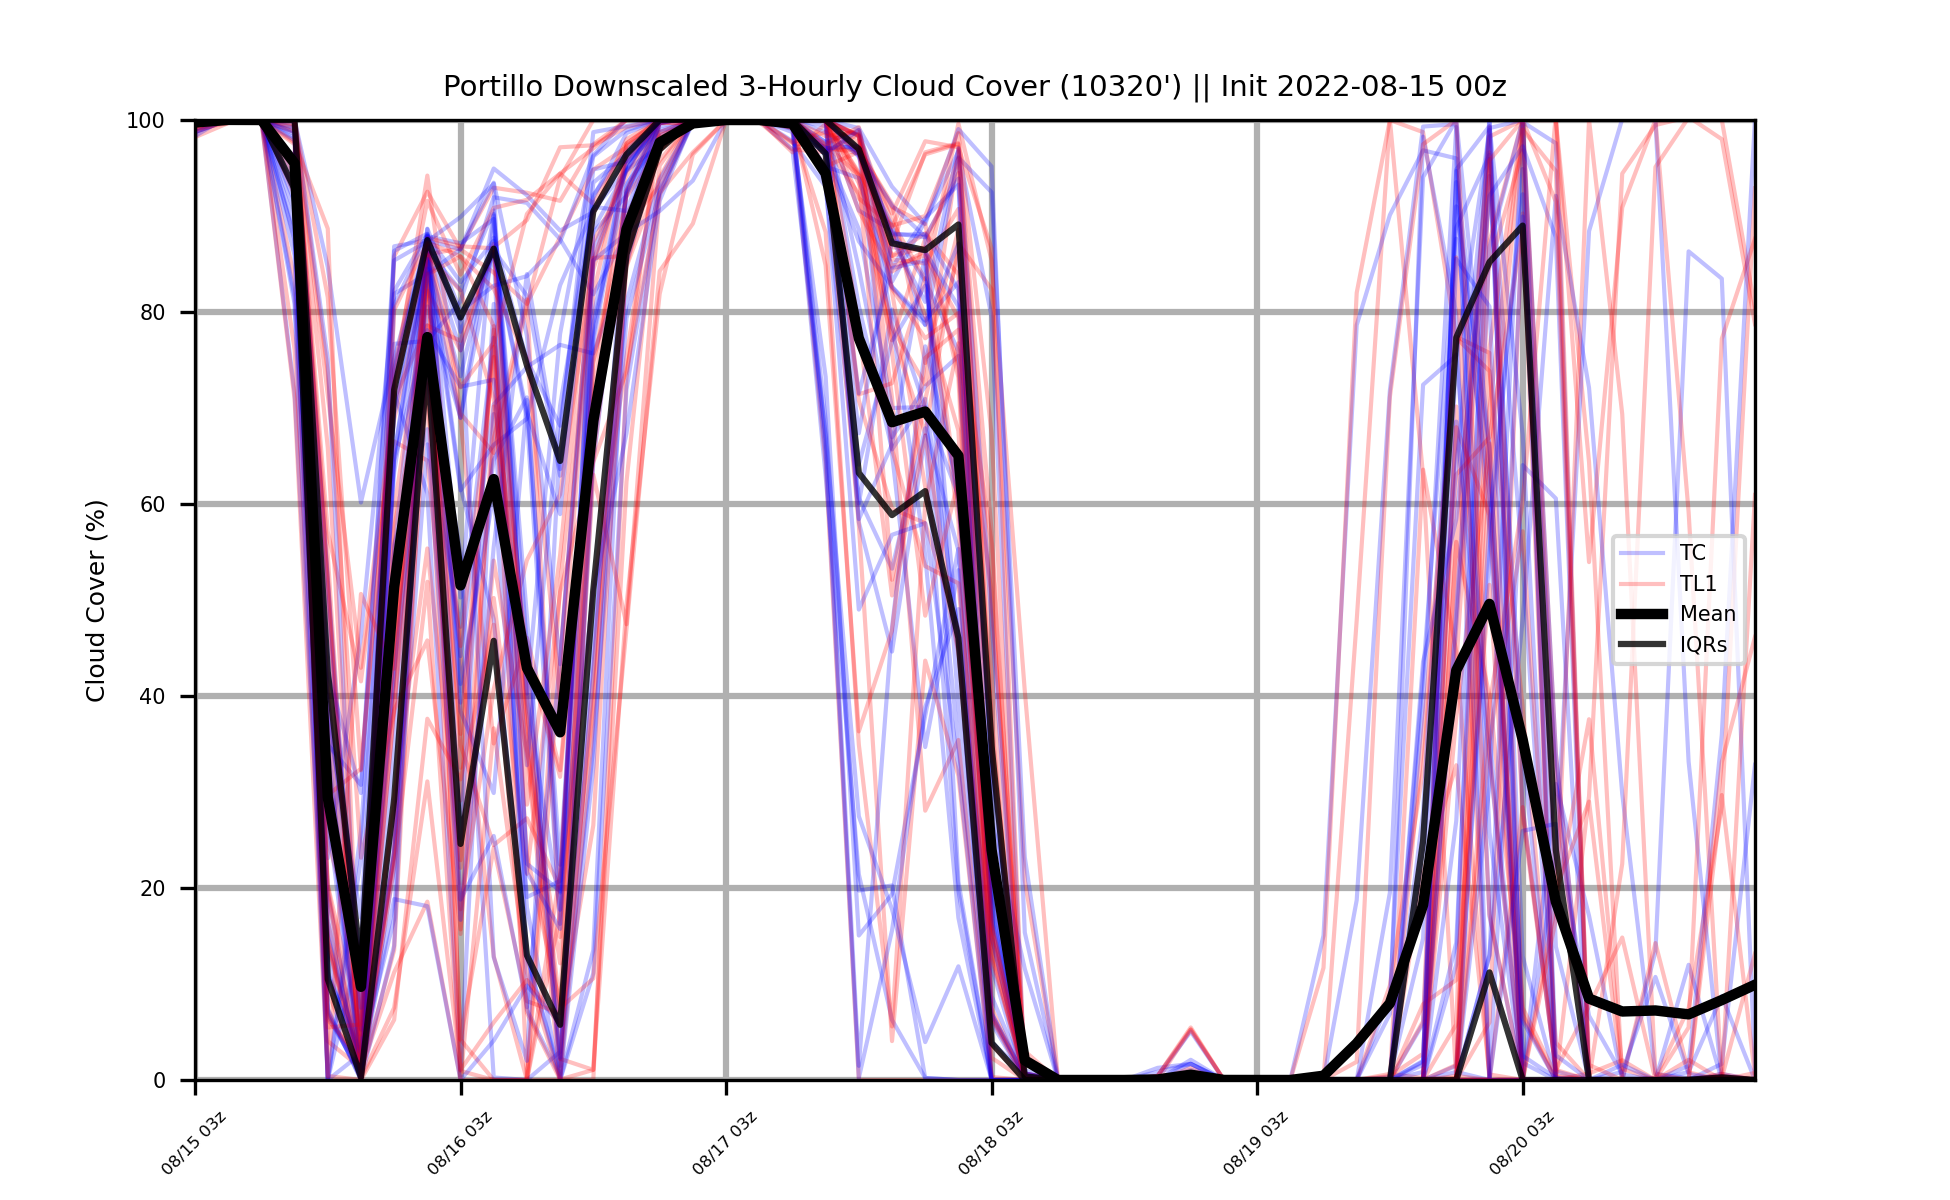 Portillo Downscaled 3-Hourly Cloud Cover (10320') || Init 2022-08-15 00z
Cloud Cover (%)
100
80
60
40
20
0
TC
TL1
Mean
IQRs
08/15 03z
08/16 03z
08/17 03z
08/18 03z
08/19 03z
08/20 03z